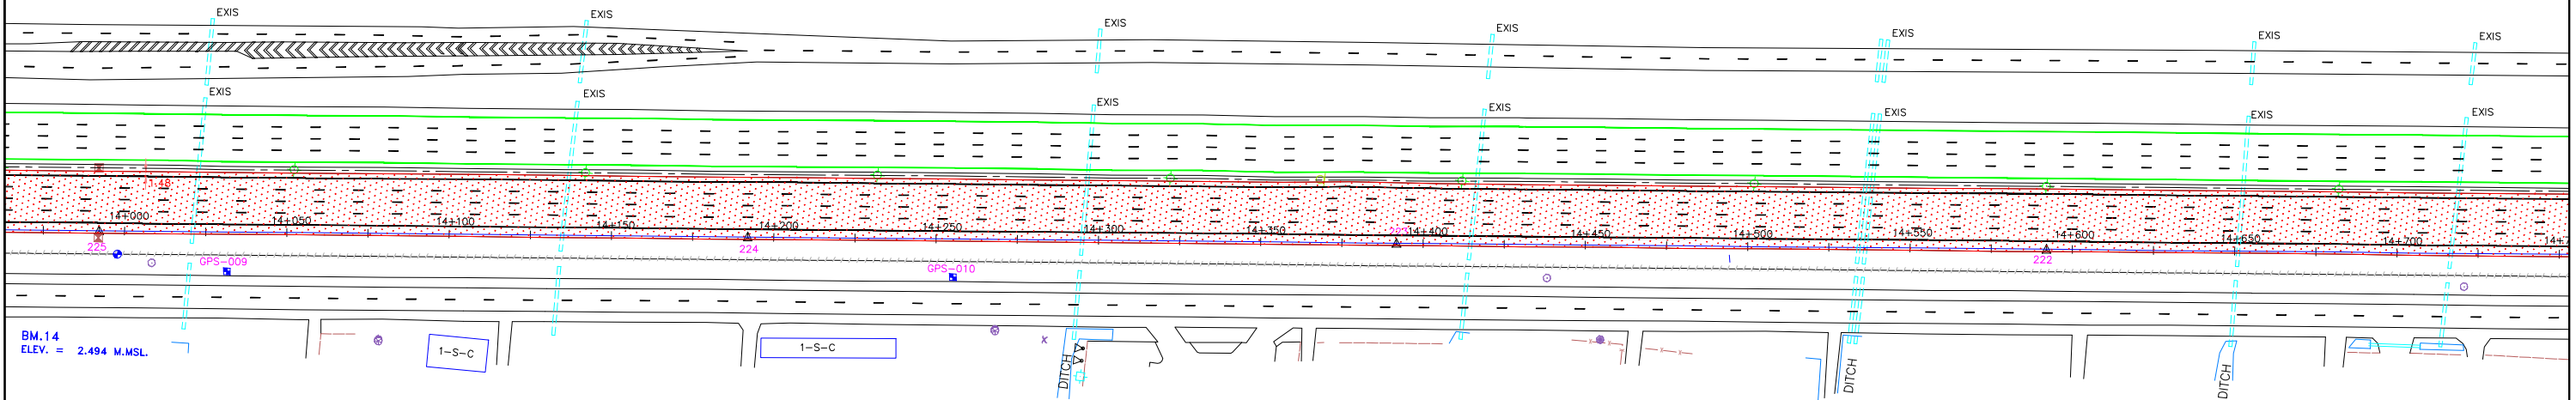 EXIS
EXIS
EXIS
EXIS
EXIS
EXIS
EXIS
EXIS
EXIS
EXIS
EXIS
EXIS
EXIS
EXIS
14+000
14+050
14+100
14+150
14+200
14+250
14+300
14+350
14+400
14+450
14+500
14+550
14+600
14+650
14+700
225
224
222
GPS-009
GPS-010
BM.14
ELEV. = 2.494 M.MSL.
1-S-C
1-S-C
DITCH
DITCH
DITCH